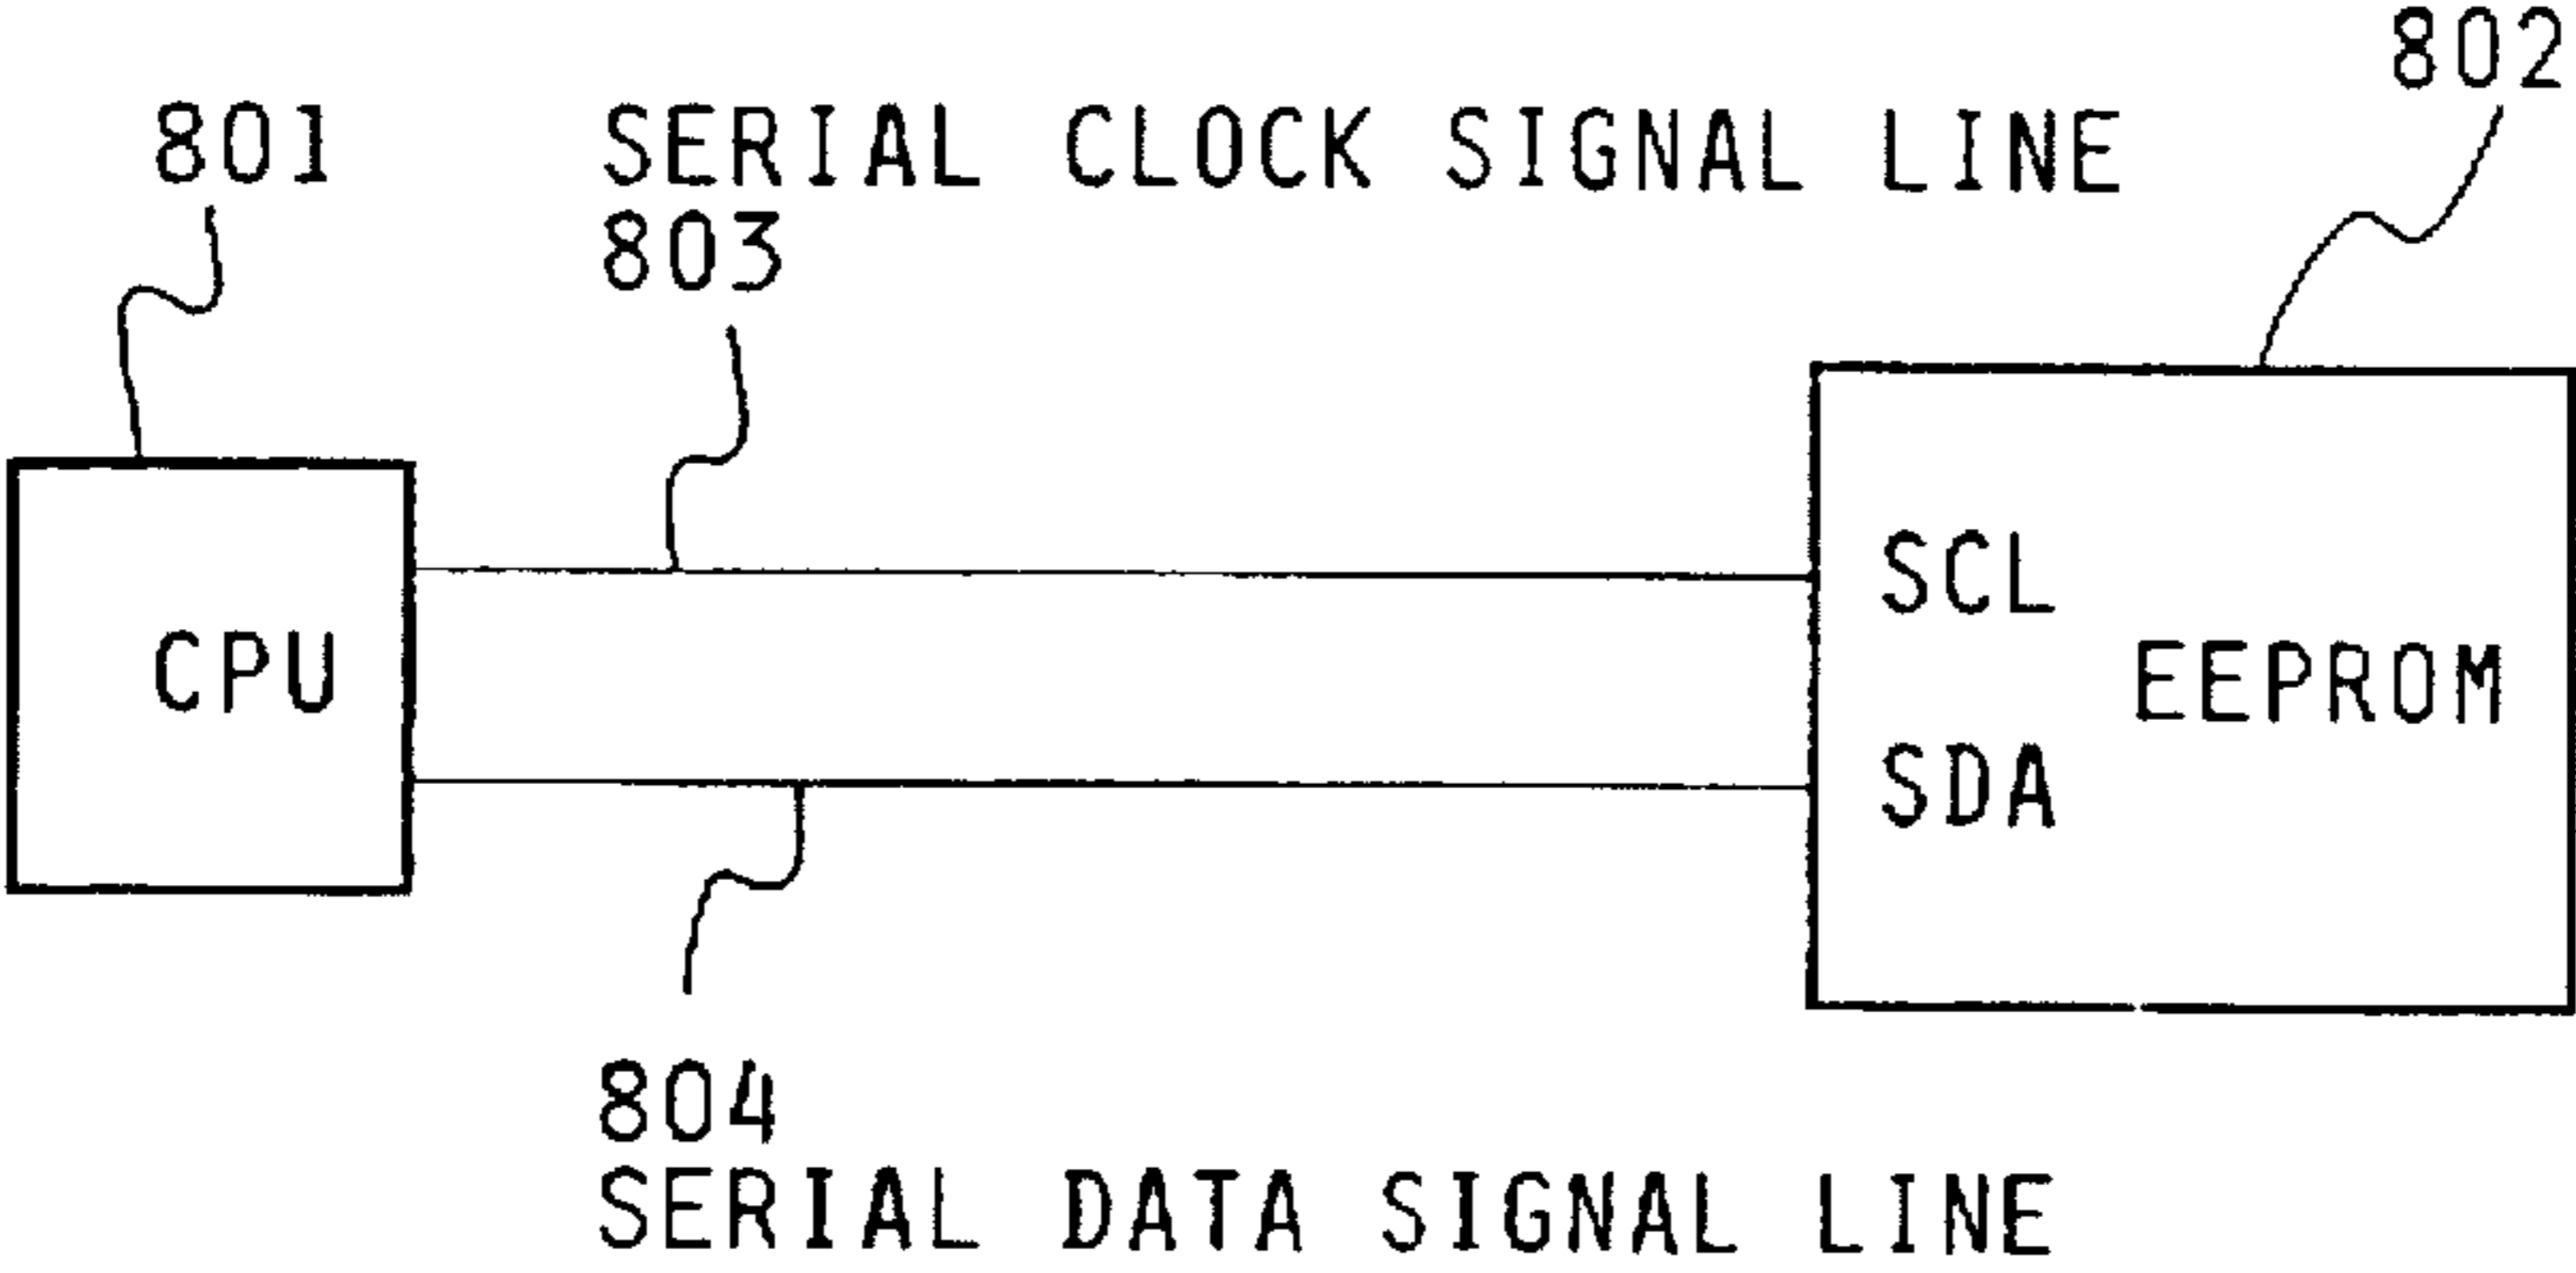 802
801
SERIAL CLOCK SIGNAL LINE
803
SCL
CPU
EEPROM
SDA
804
SERIAL DATA SIGNAL LINE